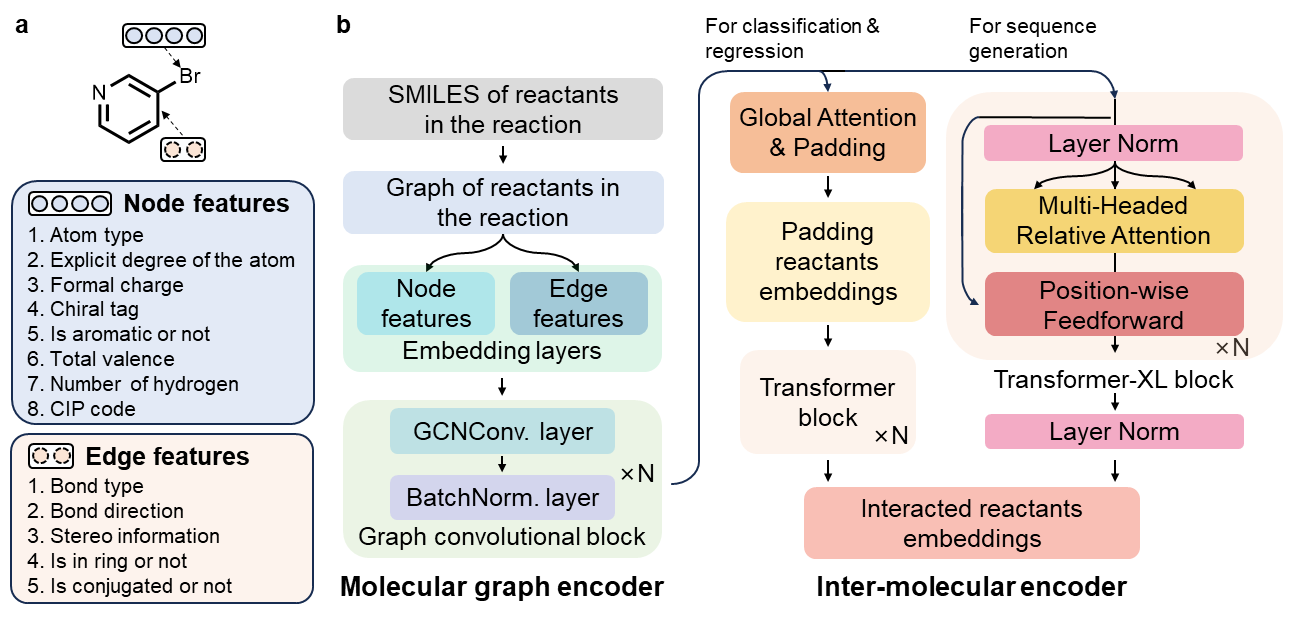 a
Br
N
Node features
1. Atom type
2. Explicit degree of the atom
3. Formal charge
4. Chiral tag
5. Is aromatic or not
6. Total valence
7. Number of hydrogen
8. CIP code
Edge features
1. Bond type
2. Bond direction
3. Stereo information
4. Is in ring or not
5. Is conjugated or not
b
SMILES of reactants
in the reaction
Graph of reactants in
the reaction
Node
features
Edge
features
Embedding layers
GCNConv. layer
BatchNorm. layer
×N
Graph convolutional block
Molecular graph encoder
For classification &
regression
Global Attention
& Padding
Padding
reactants
embeddings
Transformer
block
×N
For sequence
generation
Layer Norm
Multi-Headed
Relative Attention
Position-wise
Feedforward
×N
Transformer-XL block
Layer Norm
Interacted reactants
embeddings
Inter-molecular encoder